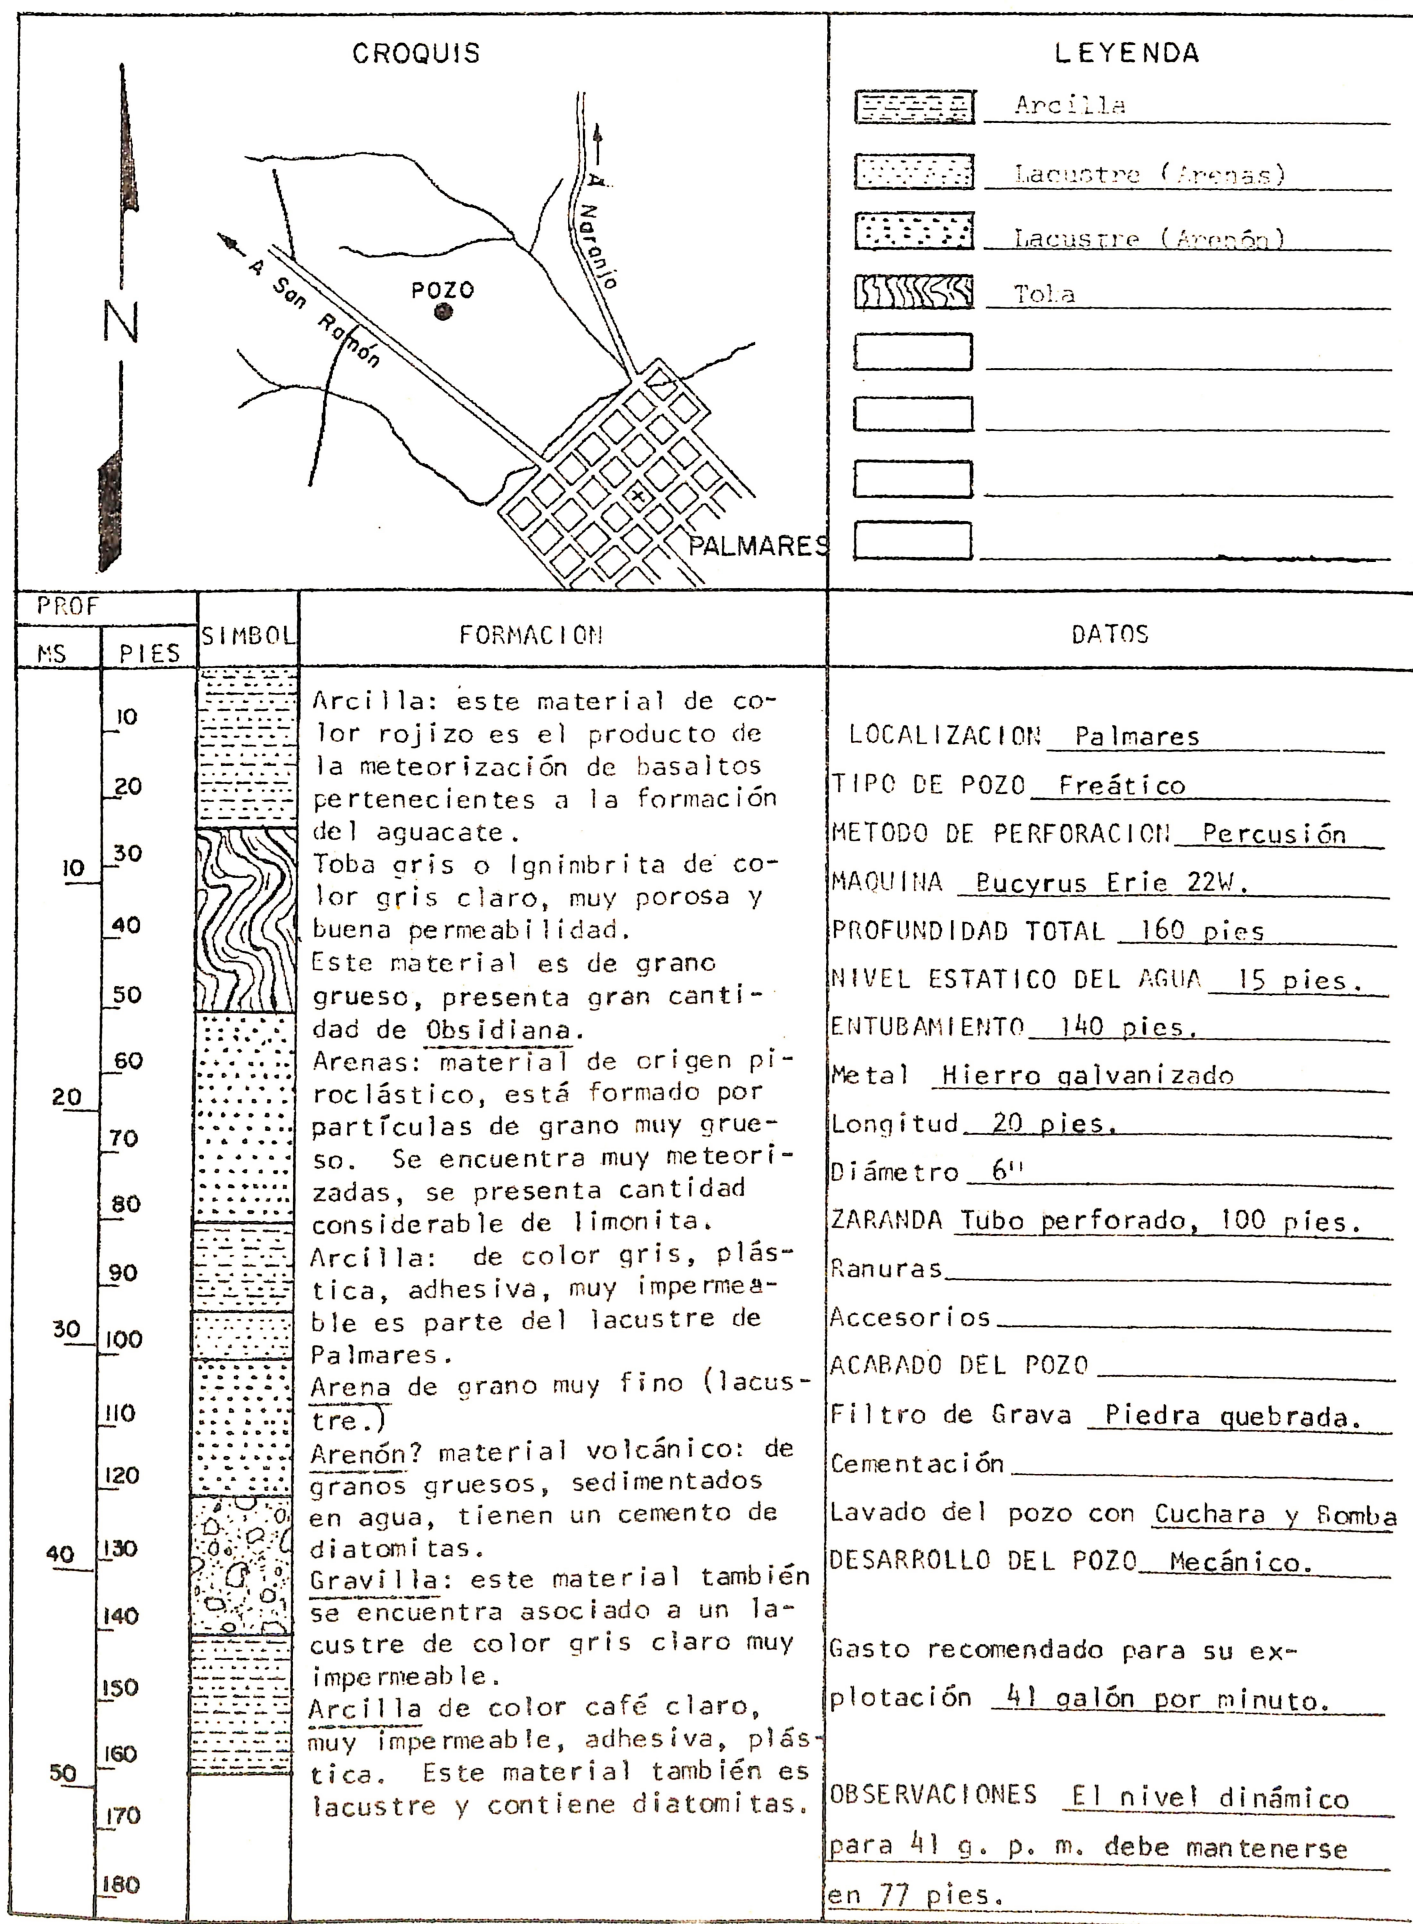 CROQUIS
N
A San Ramón
POZO
A Naranjo
PALMARES
LEYENDA
Arcilla
Lacustre (Arenas)
Lacustre (Arenón)
Toba
PROF
MS
PIES
SIMBOL
FORMACION
DATOS
10
20
30
40
50
10
20
30
40
50
60
70
80
90
100
110
120
130
140
150
160
170
180
Arcilla: este material de co-
lor rojizo es el producto de
la meteorización de basaltos
pertenecientes a la formación
del aguacate.
Toba gris o Ignimbrita de co-
lor gris claro, muy porosa y
buena permeabilidad.
Este material es de grano
grueso, presenta gran canti-
dad de Obsidiana.
Arenas: material de origen pi-
roclástico, está formado por
partículas de grano muy grue-
so. Se encuentra muy meteori-
zadas, se presenta cantidad
considerable de limonita.
Arcilla: de color gris, plás-
tica, adhesiva, muy impermea-
ble es parte del lacustre de
Palmares.
Arena de grano muy fino (lacus-
tre.)
Arenón? material volcánico: de
granos gruesos, sedimentados
en agua, tienen un cemento de
diatomitas.
Gravilla: este material también
se encuentra asociado a un la-
custre de color gris claro muy
impermeable.
Arcilla de color café claro,
muy impermeable, adhesiva, plás-
tica. Este material también es
lacustre y contiene diatomitas.
LOCALIZACION Palmares
TIPO DE POZO Freático
METODO DE PERFORACION Percusión
MAQUINA Bucyrus Erie 22W.
PROFUNDIDAD TOTAL 160 pies
NIVEL ESTATICO DEL AGUA 15 pies.
ENTUBAMIENTO 140 pies.
Metal Hierro galvanizado
Longitud 20 pies.
Diámetro 6"
ZARANDA Tubo perforado, 100 pies.
Ranuras
Accesorios
ACABADO DEL POZO
Filtro de Grava Piedra quebrada.
Cementación
Lavado del pozo con Cuchara y Bomba
DESARROLLO DEL POZO Mecánico.
Gasto recomendado para su ex-
plotación 41 galón por minuto.
OBSERVACIONES El nivel dinámico
para 41 g. p. m. debe mantenerse
en 77 pies.